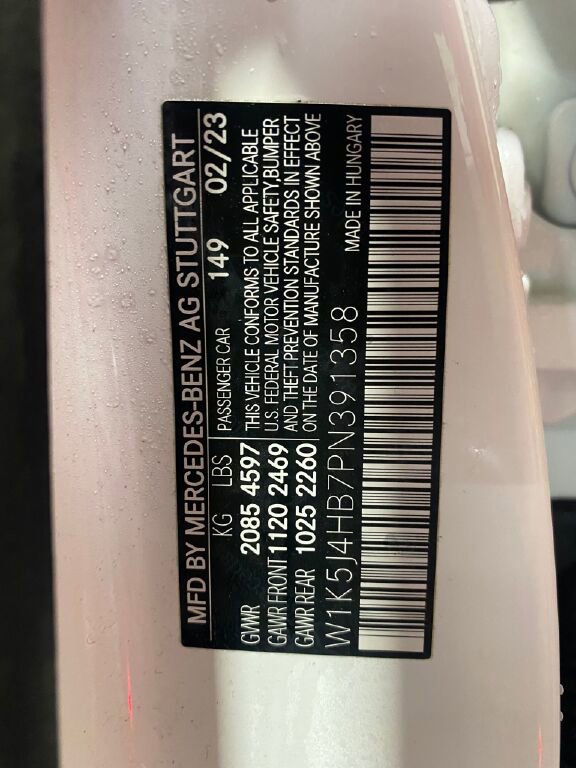 MFD BY MERCEDES-BENZ AG STUTTGART
KG LBS PASSENGER CAR 149 02/23
GVWR 2085 4597 THIS VEHICLE CONFORMS TO ALL APPLICABLE
GAWR FRONT 1120 2469 U.S. FEDERAL MOTOR VEHICLE SAFETY,BUMPER
GAWR REAR 1025 2260 AND THEFT PREVENTION STANDARDS IN EFFECT
ON THE DATE OF MANUFACTURE SHOWN ABOVE
W1K5J4HB7PN391358 MADE IN HUNGARY